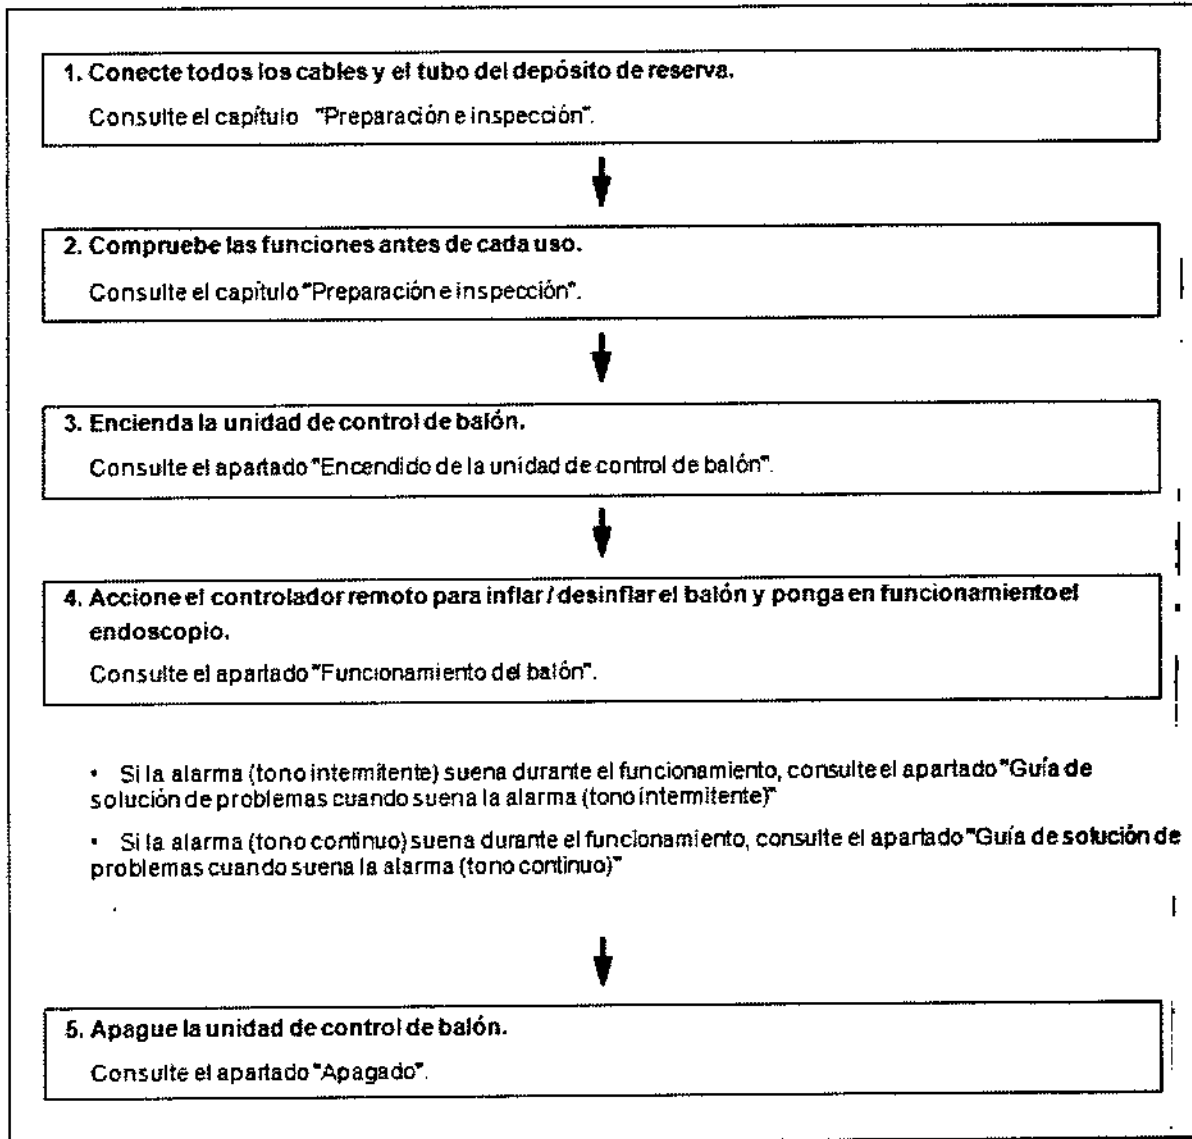 1. Conecte todos los cables y el tubo del depósito de reserva.
Consulte el capítulo "Preparación e inspección".
2. Compruebe las funciones antes de cada uso.
Consulte el capítulo "Preparación e inspección".
3. Encienda la unidad de control de balón.
Consulte el apartado "Encendido de la unidad de control de balón".
4. Accione el controlador remoto para inflar / desinflar el balón y ponga en funcionamiento el
endoscopio.
Consulte el apartado "Funcionamiento del balón".
• Si la alarma (tono intermitente) suena durante el funcionamiento, consulte el apartado "Guía de
solución de problemas cuando suena la alarma (tono intermitente)"
• Si la alarma (tono continuo) suena durante el funcionamiento, consulte el apartado "Guía de solución de
problemas cuando suena la alarma (tono continuo)"
5. Apague la unidad de control de balón.
Consulte el apartado "Apagado".